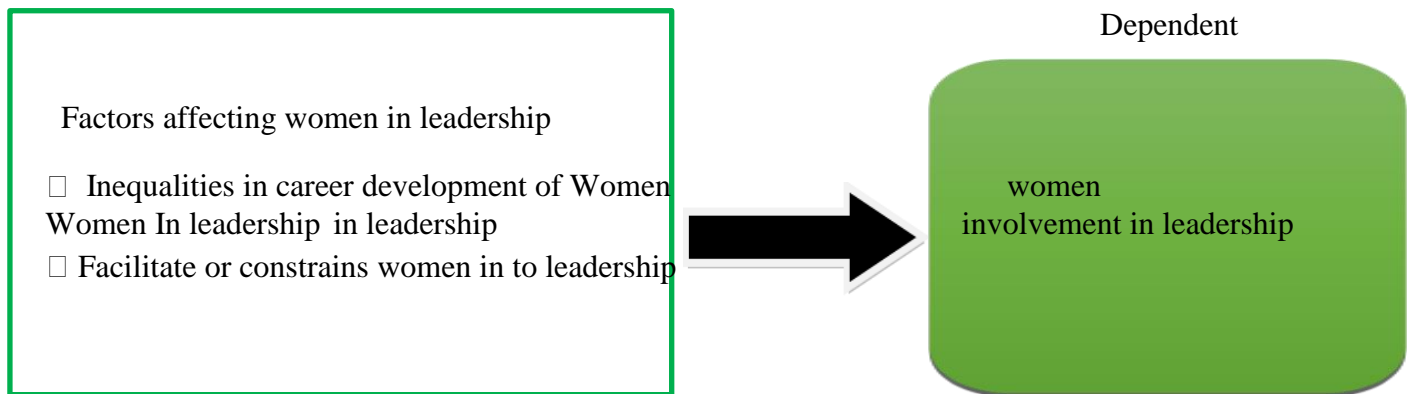 Dependent
Factors affecting women in leadership
□ Inequalities in career development of Women
Women In leadership in leadership
□ Facilitate or constrains women in to leadership
women
involvement in leadership